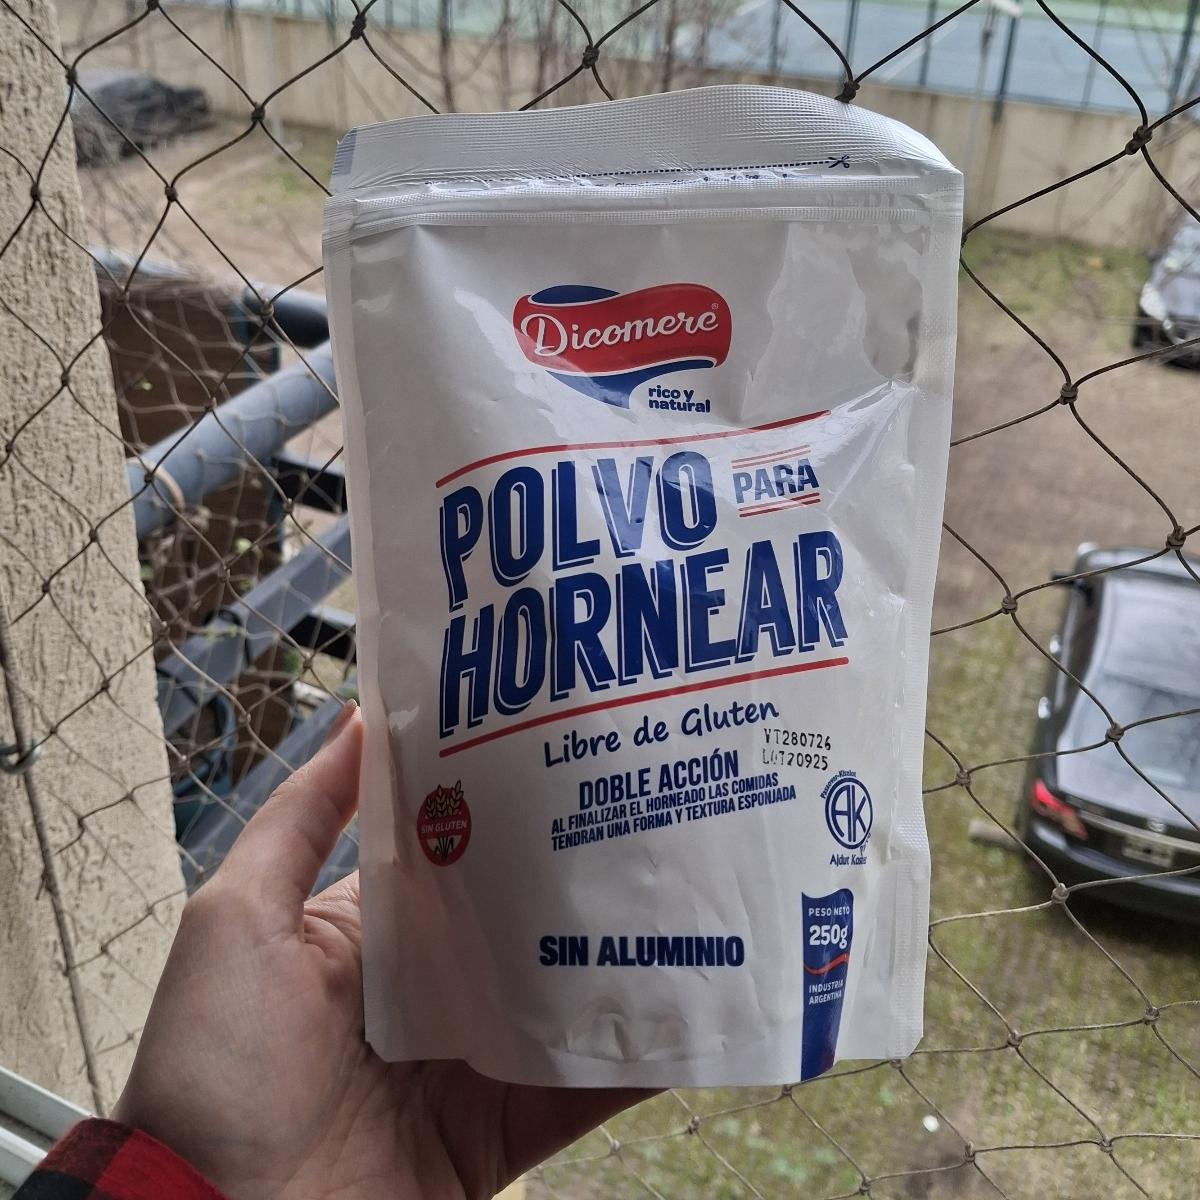 Dicomere®
rico y
natural
POLVO PARA
HORNEAR
Libre de Gluten
VT280726
LOT20925
DOBLE ACCIÓN
AL FINALIZAR EL HORNEADO LAS COMIDAS
TENDRAN UNA FORMA Y TEXTURA ESPONJADA
SIN GLUTEN
AK
Ajdut Kosher
SIN ALUMINIO
PESO NETO
250g
INDUSTRIA
ARGENTINA